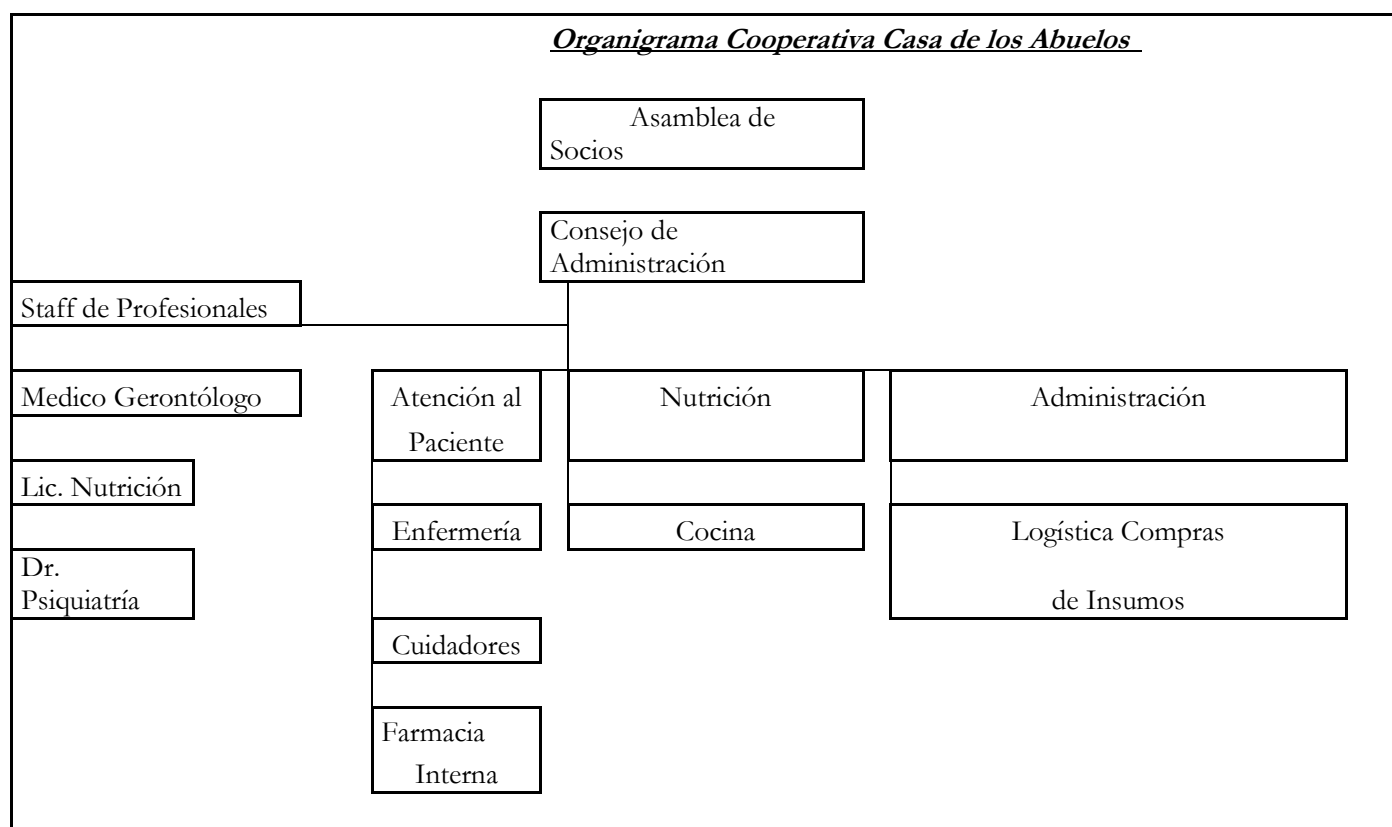 Organigrama Cooperativa Casa de los Abuelos
Asamblea de
Socios
Consejo de
Administración
Staff de Profesionales
Medico Gerontólogo
Lic. Nutrición
Dr.
Psiquiatría
Atención al
Paciente
Enfermería
Cuidadores
Farmacia
Interna
Nutrición
Cocina
Administración
Logística Compras
de Insumos